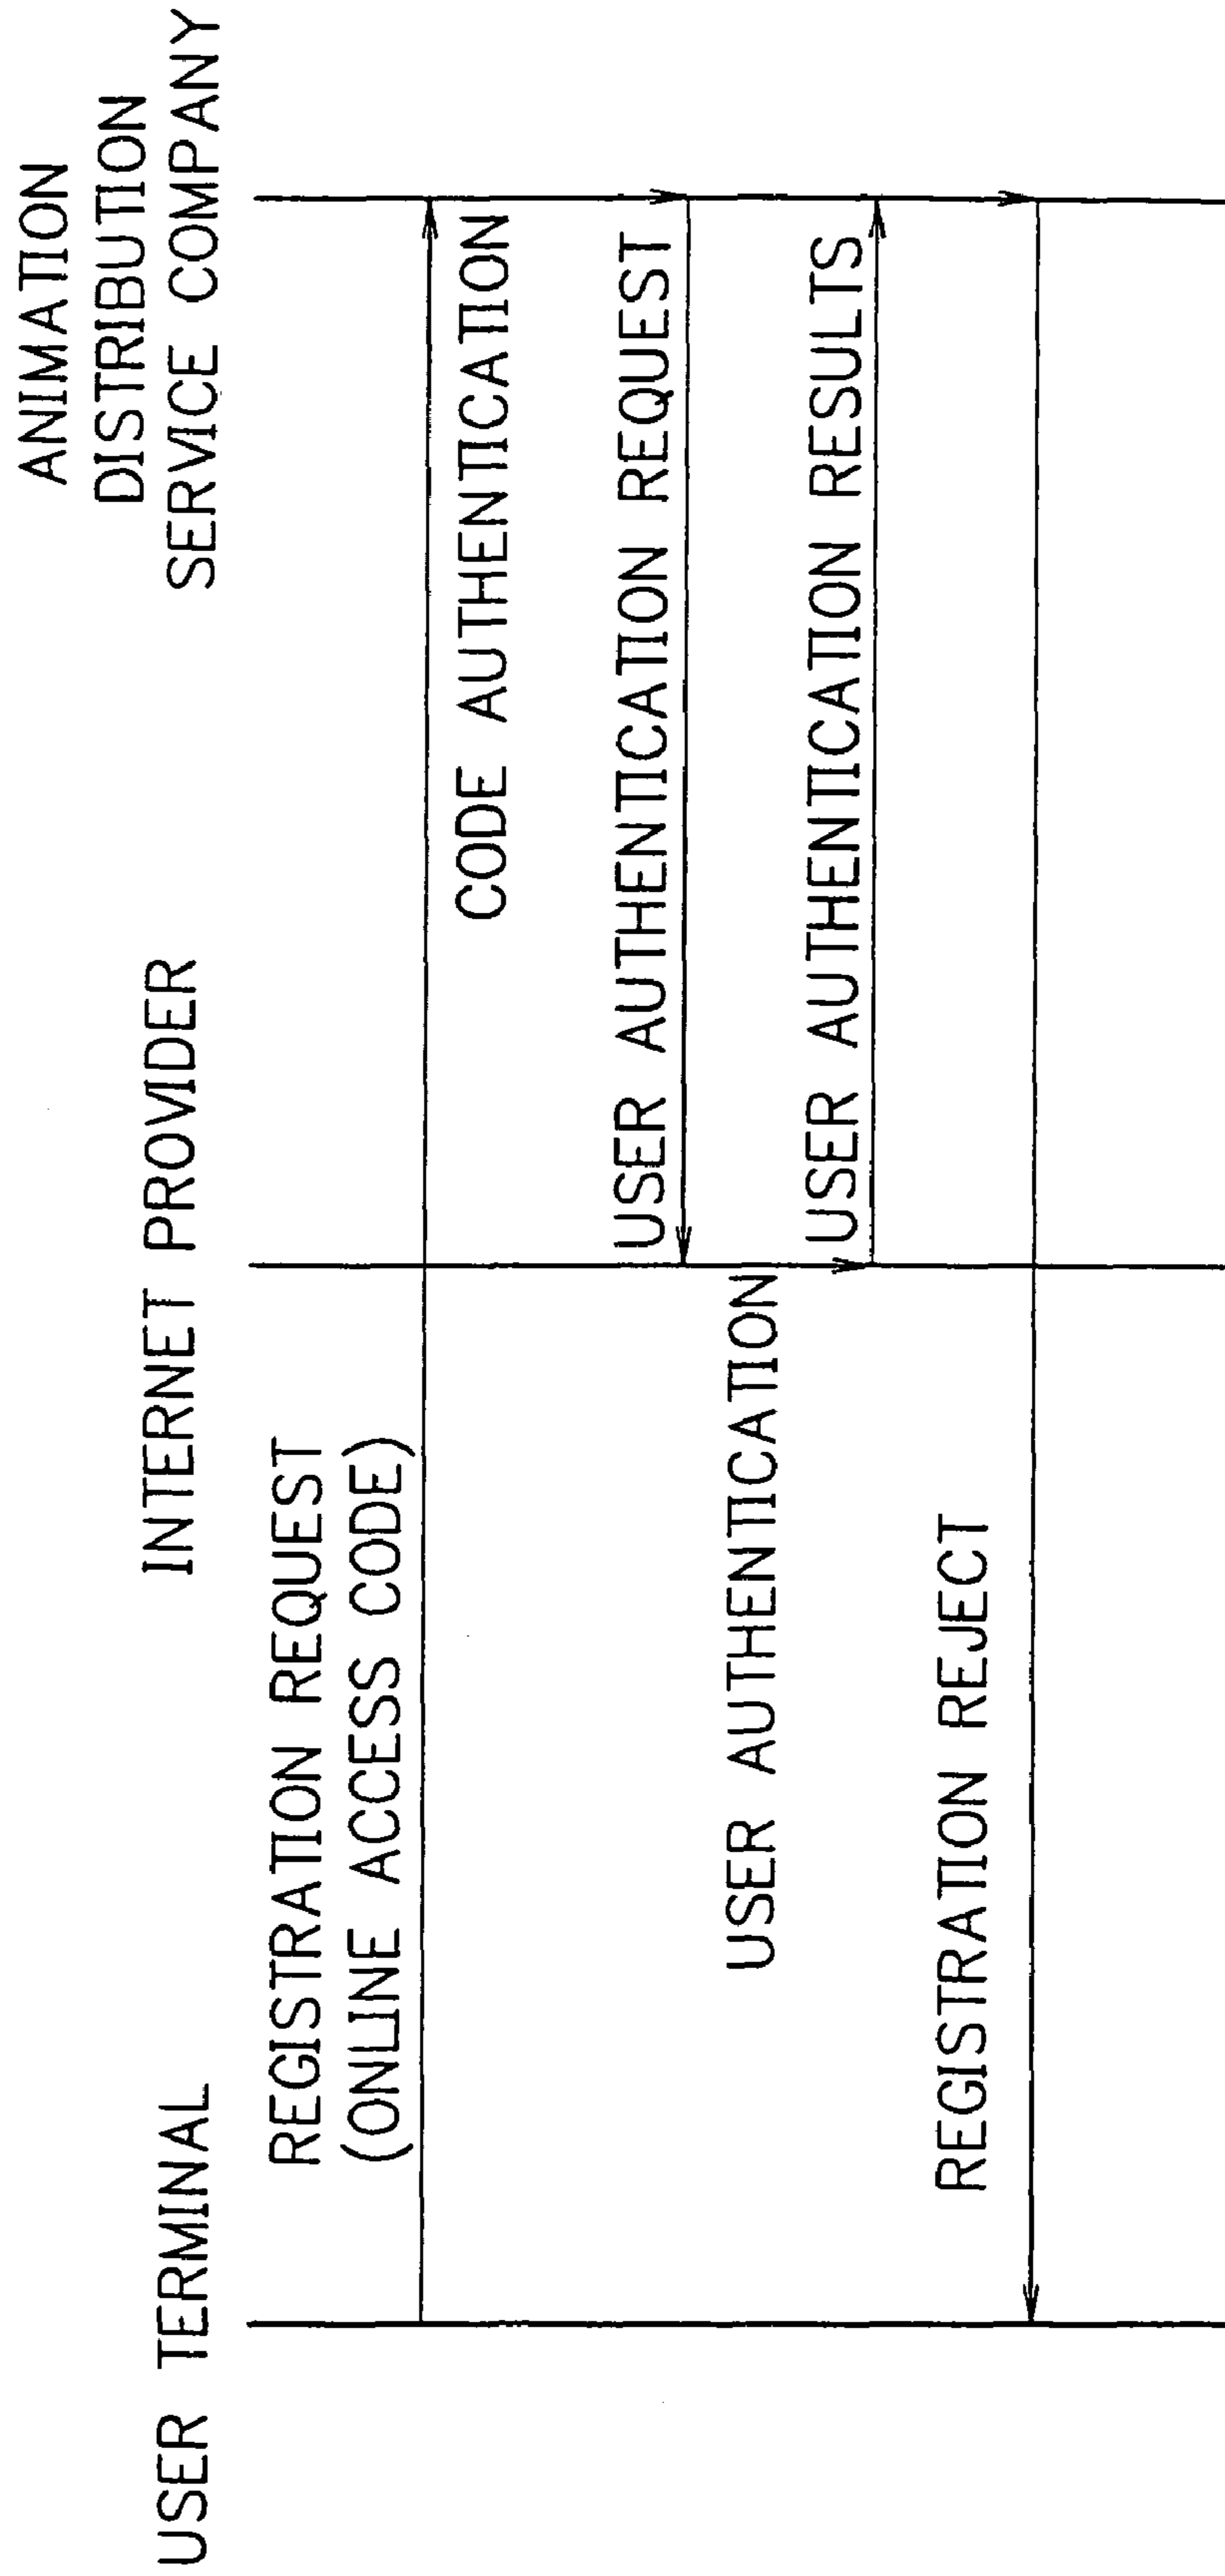 USER TERMINAL
INTERNET PROVIDER
ANIMATION
DISTRIBUTION
SERVICE COMPANY
REGISTRATION REQUEST
(ONLINE ACCESS CODE)
CODE AUTHENTICATION
USER AUTHENTICATION REQUEST
USER AUTHENTICATION
USER AUTHENTICATION RESULTS
REGISTRATION REJECT